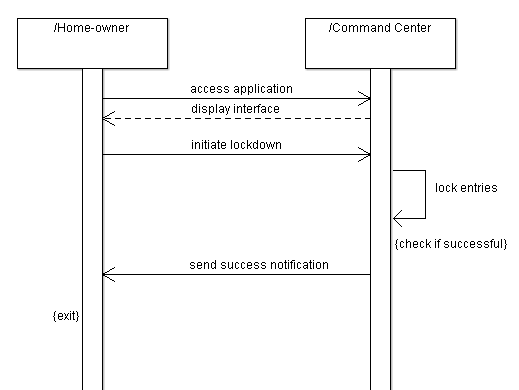 /Home-owner
/Command Center
access application
display interface
initiate lockdown
lock entries
{check if successful}
send success notification
{exit}